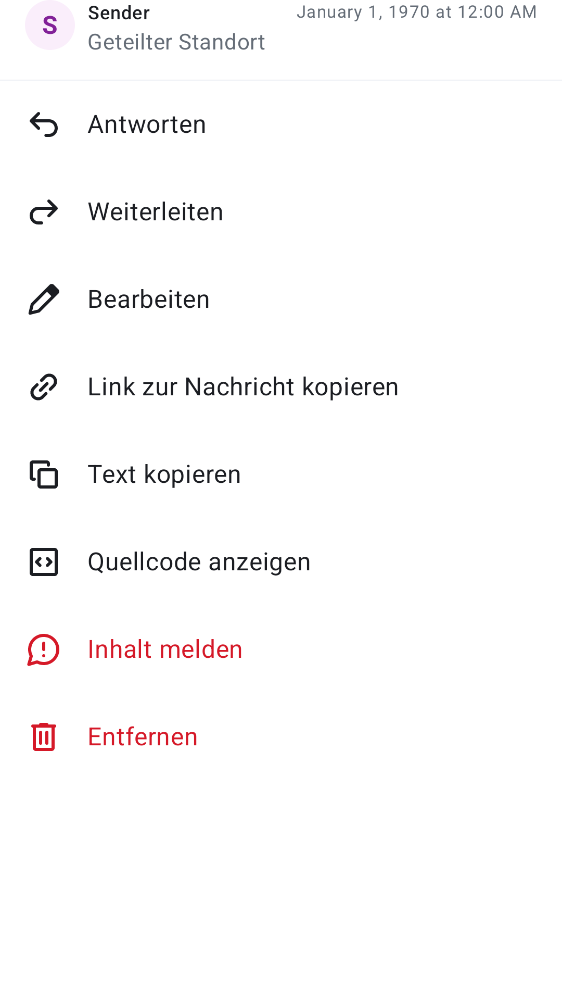 S
Sender
January 1, 1970 at 12:00 AM
Geteilter Standort
Antworten
Weiterleiten
Bearbeiten
Link zur Nachricht kopieren
Text kopieren
Quellcode anzeigen
Inhalt melden
Entfernen